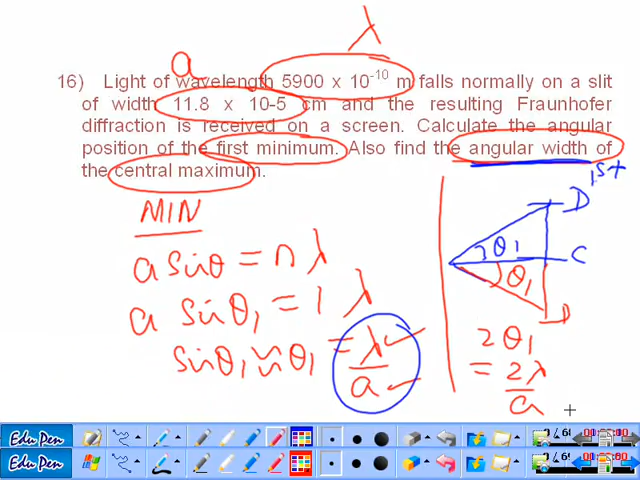 λ
a
16) Light of wavelength 5900 x 10⁻¹⁰ m falls normally on a slit
of width 11.8 x 10-5 cm and the resulting Fraunhofer
diffraction is received on a screen. Calculate the angular
position of the first minimum. Also find the angular width of
the central maximum.
MIN
a sinθ = nλ
a sinθ₁ = 1 λ
sinθ₁ ≈ θ₁ = λ/a
1st
D
θ₁
C
θ₁
D
2θ₁
= 2λ/a
Edu Pen
Edu Pen